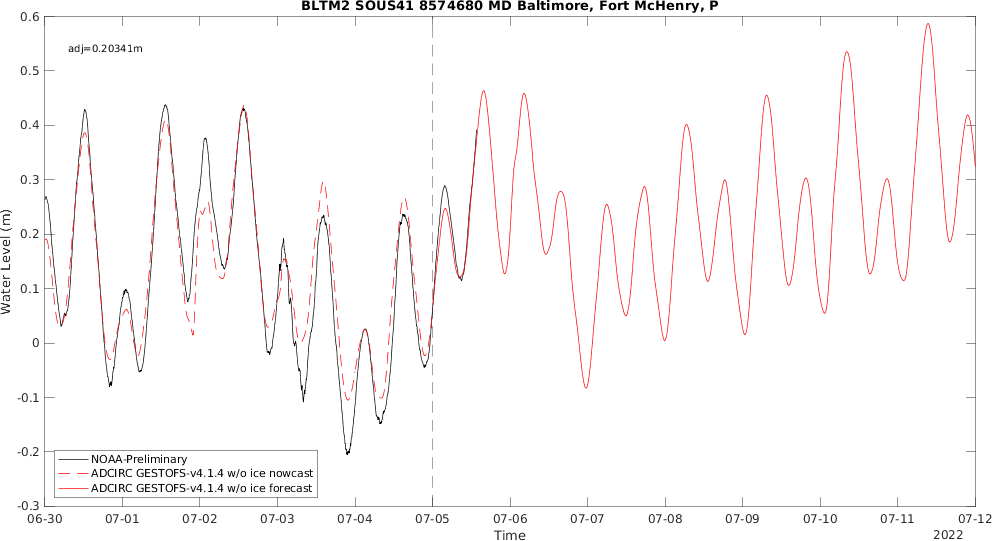 BLTM2 SOUS41 8574680 MD Baltimore, Fort McHenry, P
adj=0.20341m
0.6
0.5
0.4
0.3
0.2
0.1
0
-0.1
-0.2
-0.3
Water Level (m)
NOAA-Preliminary
ADCIRC GESTOFS-v4.1.4 w/o ice nowcast
ADCIRC GESTOFS-v4.1.4 w/o ice forecast
06-30 07-01 07-02 07-03 07-04 07-05 07-06 07-07 07-08 07-09 07-10 07-11 07-12
Time
2022